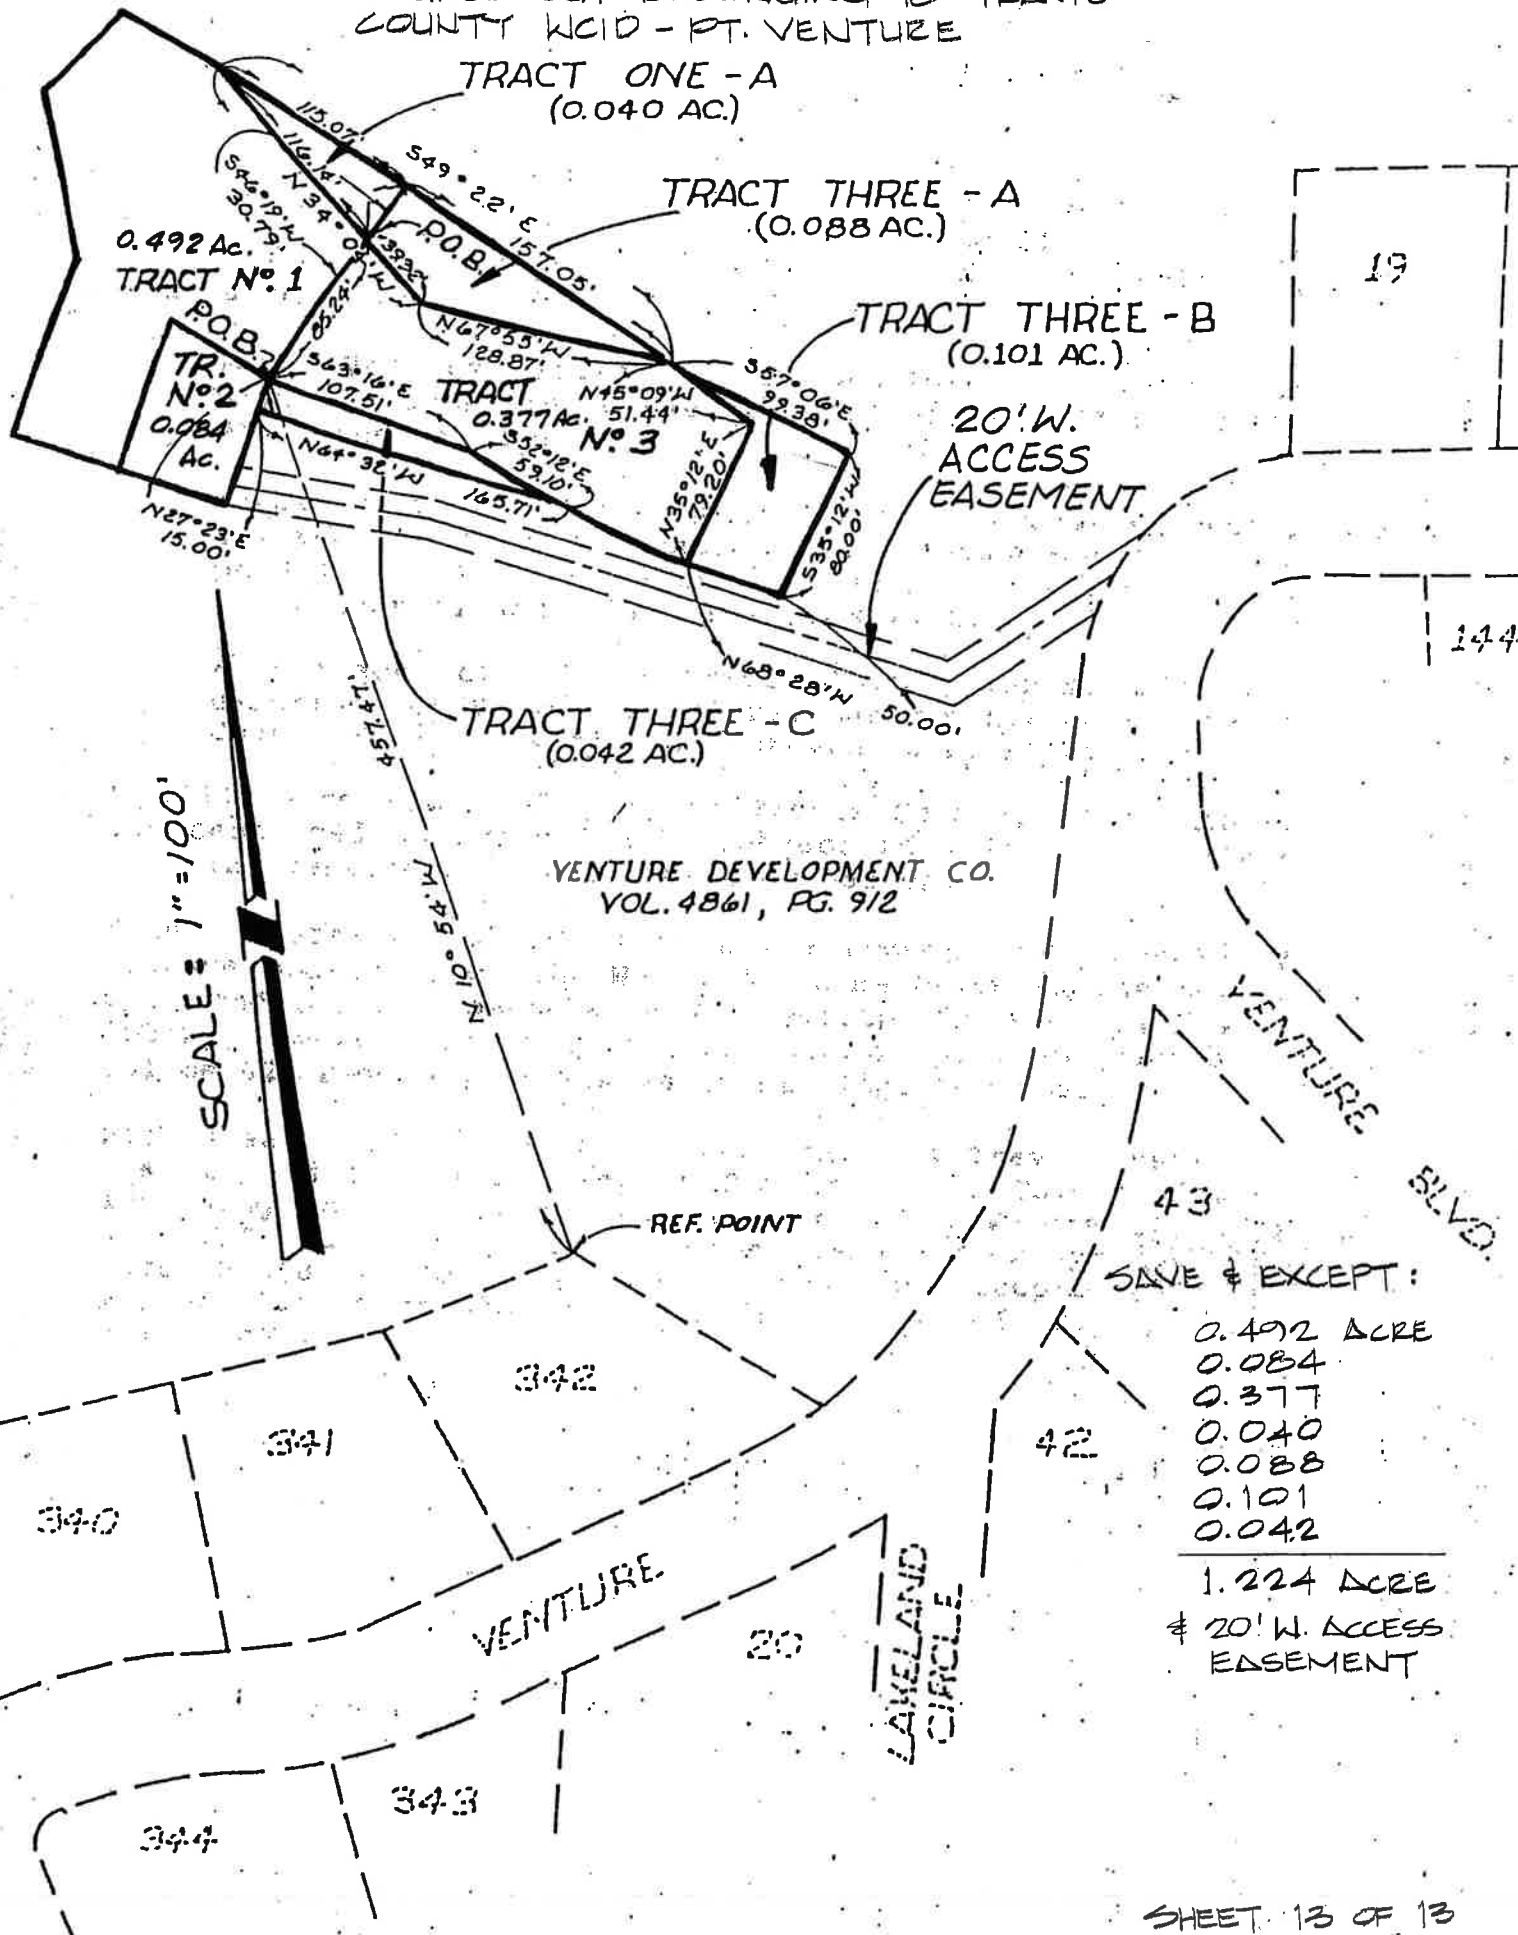 COUNTY WCID - PT. VENTURE
TRACT ONE - A
(0.040 AC.)
115.07'
116.14'
S49°22'E
157.05'
TRACT THREE - A
(0.088 AC.)
S46°19'W
30.79'
N34°04'W
39.32'
P.O.B.
0.492 AC.
TRACT Nº. 1
85.24'
P.O.B.
TR.
Nº 2
0.084
AC.
N67°55'W
128.87'
S63°16'E
107.51'
TRACT
0.377 AC.
Nº 3
N45°09'W
51.44'
TRACT THREE - B
(0.101 AC.)
S57°06'E
99.38'
20' W.
ACCESS
EASEMENT
19
N64°32'W
165.71'
S52°12'E
59.10'
N35°12'E
79.20'
S35°12'W
80.00'
N27°23'E
15.00'
144
N68°28'W
50.00'
TRACT THREE - C
(0.042 AC.)
457.47'
N 10° 54' W
SCALE: 1"=100'
VENTURE DEVELOPMENT CO.
VOL. 4861, PG. 912
VENTURE
BLVD.
43
REF. POINT
SAVE & EXCEPT:
0.492 ACRE
0.084
0.377
0.040
0.088
0.101
0.042
1.224 ACRE
& 20' W. ACCESS
EASEMENT
342
341
340
42
VENTURE
20
LAKELAND
CIRCLE
343
344
SHEET 13 OF 13